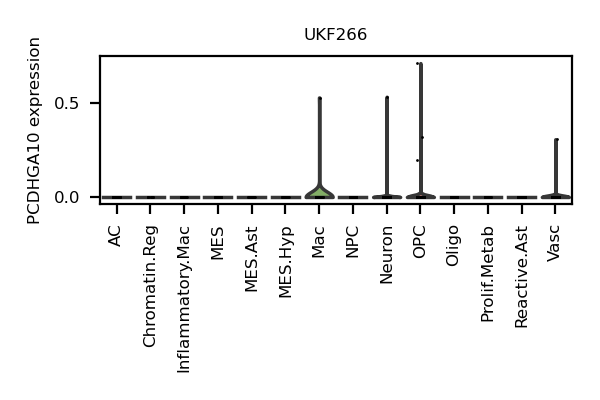 UKF266
PCDHGA10 expression
0.5
0.0
AC
Chromatin.Reg
Inflammatory.Mac
MES
MES.Ast
MES.Hyp
Mac
NPC
Neuron
OPC
Oligo
Prolif.Metab
Reactive.Ast
Vasc